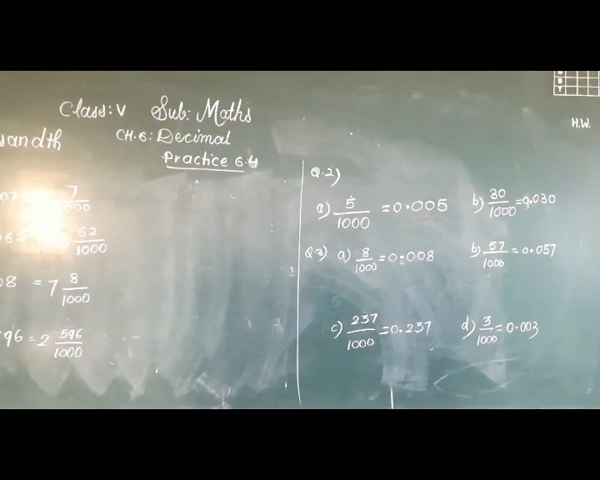 Class: V Sub: Maths
CH.6: Decimal
Practice 6.4
H.W.
7/1000
52/1000
08 = 7 8/1000
96 = 2 596/1000
Q.2)
a) 5/1000 = 0.005 b) 30/1000 = 0.030
Q.3) a) 8/1000 = 0.008 b) 57/1000 = 0.057
c) 237/1000 = 0.237 d) 3/1000 = 0.003